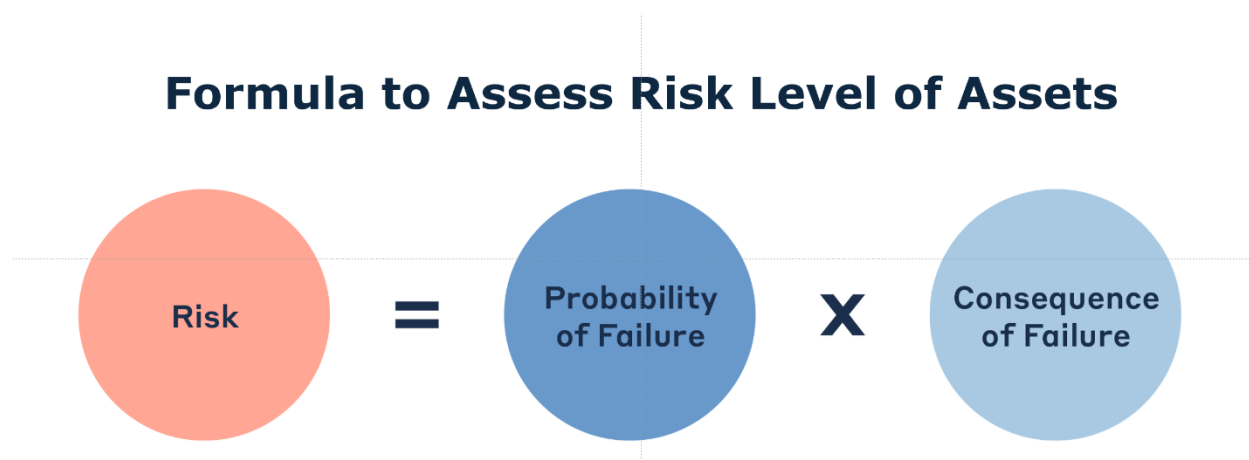 Formula to Assess Risk Level of Assets
Risk
=
Probability
of Failure
x
Consequence
of Failure